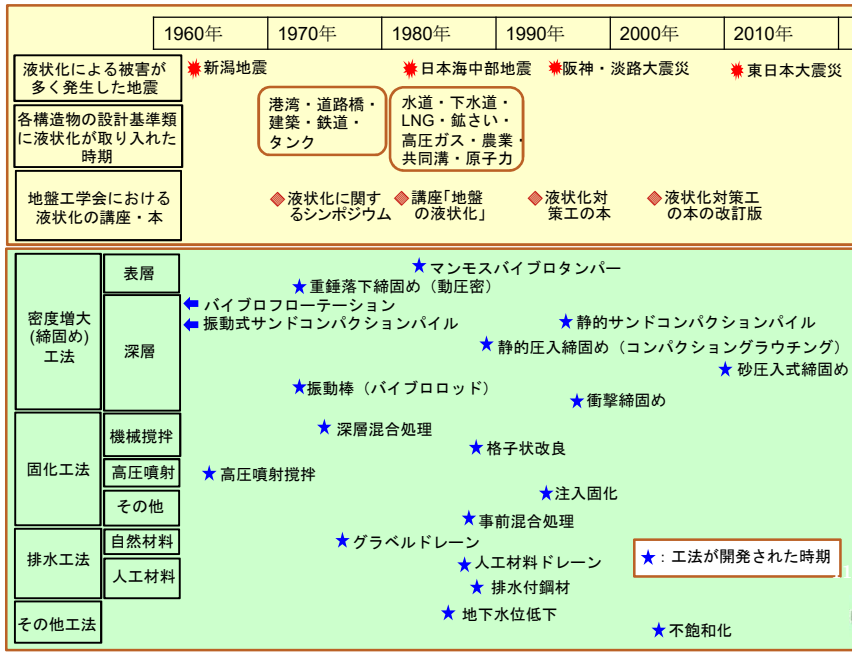 1960年 1970年 1980年 1990年 2000年 2010年
液状化による被害が
多く発生した地震
新潟地震
日本海中部地震
阪神・淡路大震災
東日本大震災
各構造物の設計基準類
に液状化が取り入れた
時期
港湾・道路橋・
建築・鉄道・
タンク
水道・下水道・
LNG・鉱さい・
高圧ガス・農業・
共同溝・原子力
地盤工学会における
液状化の講座・本
液状化に関す
るシンポジウム
講座「地盤
の液状化」
液状化対
策工の本
液状化対策工
の本の改訂版
密度増大
(締固め)
工法
表層
マンモスバイブロタンパー
重錘落下締固め（動圧密）
深層
バイブロフローテーション
振動式サンドコンパクションパイル
静的サンドコンパクションパイル
静的圧入締固め（コンパクショングラウチング）
砂圧入式締固め
振動棒（バイブロロッド）
衝撃締固め
固化工法
機械撹拌
深層混合処理
格子状改良
高圧噴射
高圧噴射撹拌
その他
注入固化
事前混合処理
排水工法
自然材料
グラベルドレーン
人工材料
人工材料ドレーン
排水付鋼材
★：工法が開発された時期
その他工法
地下水位低下
不飽和化